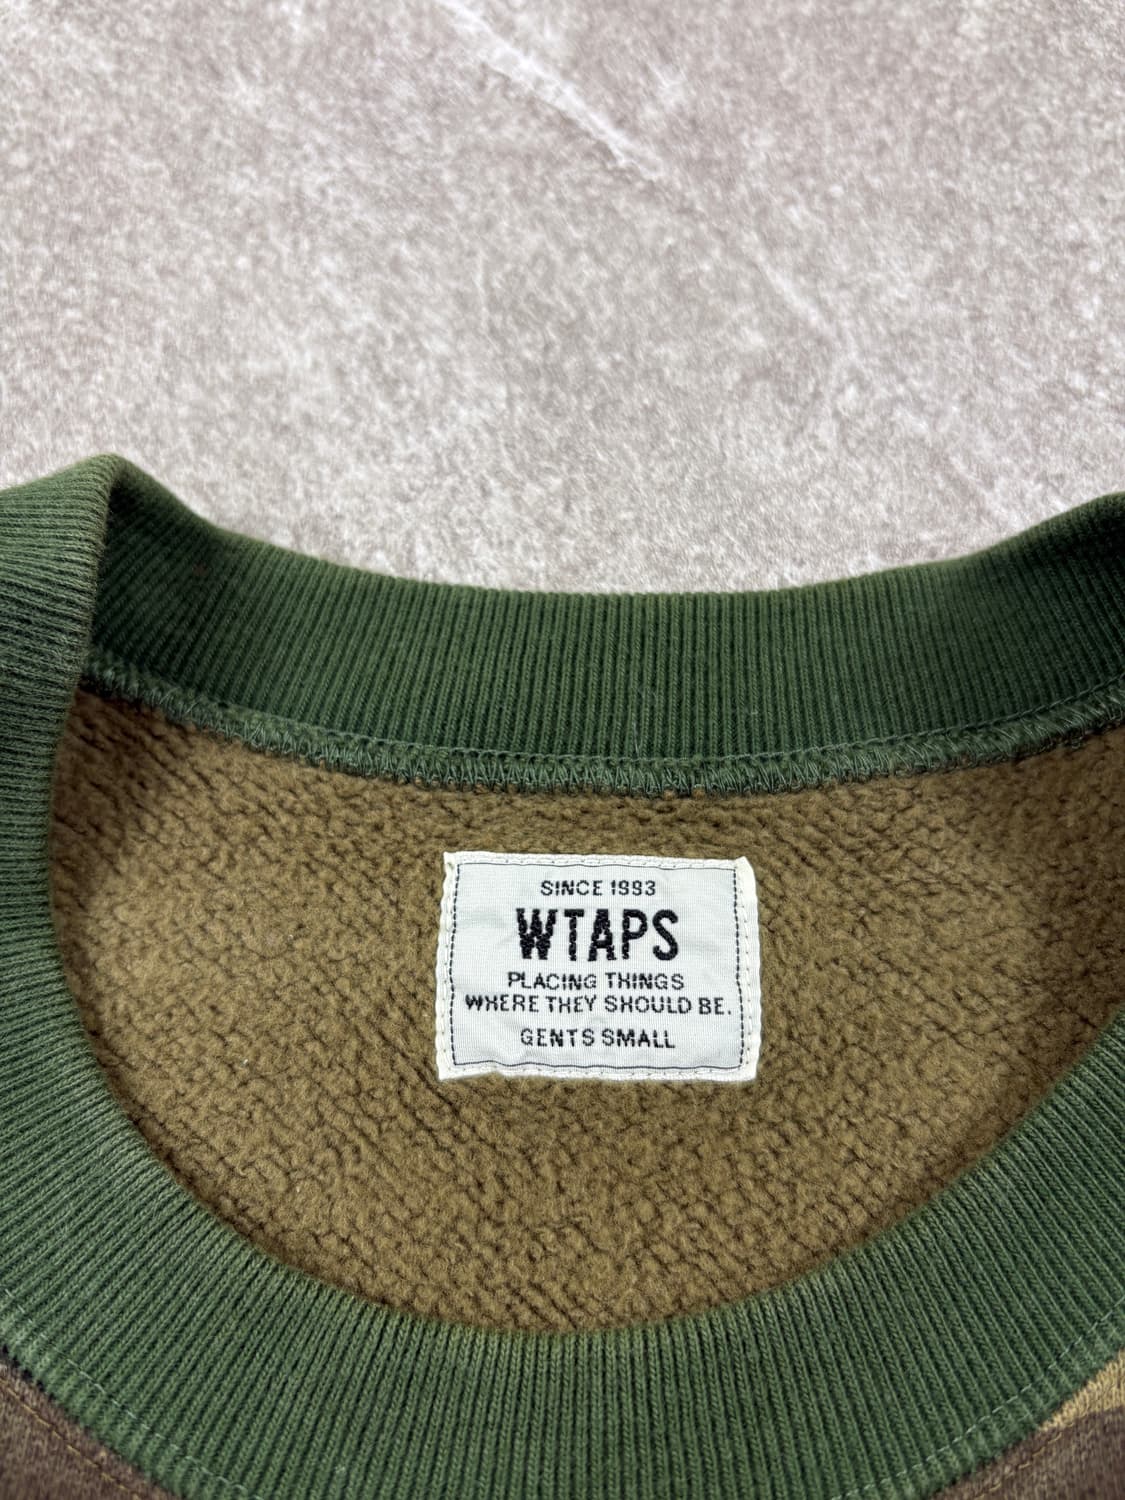 SINCE 1993
WTAPS
PLACING THINGS
WHERE THEY SHOULD BE.
GENTS SMALL